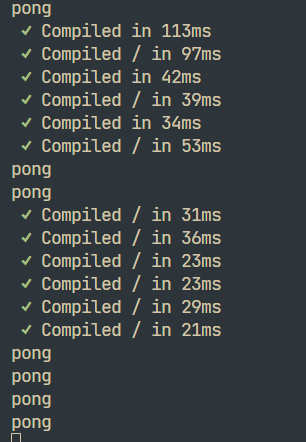 pong
✓ Compiled in 113ms
✓ Compiled / in 97ms
✓ Compiled in 42ms
✓ Compiled / in 39ms
✓ Compiled in 34ms
✓ Compiled / in 53ms
pong
pong
✓ Compiled / in 31ms
✓ Compiled / in 36ms
✓ Compiled / in 23ms
✓ Compiled / in 23ms
✓ Compiled / in 29ms
✓ Compiled / in 21ms
pong
pong
pong
pong